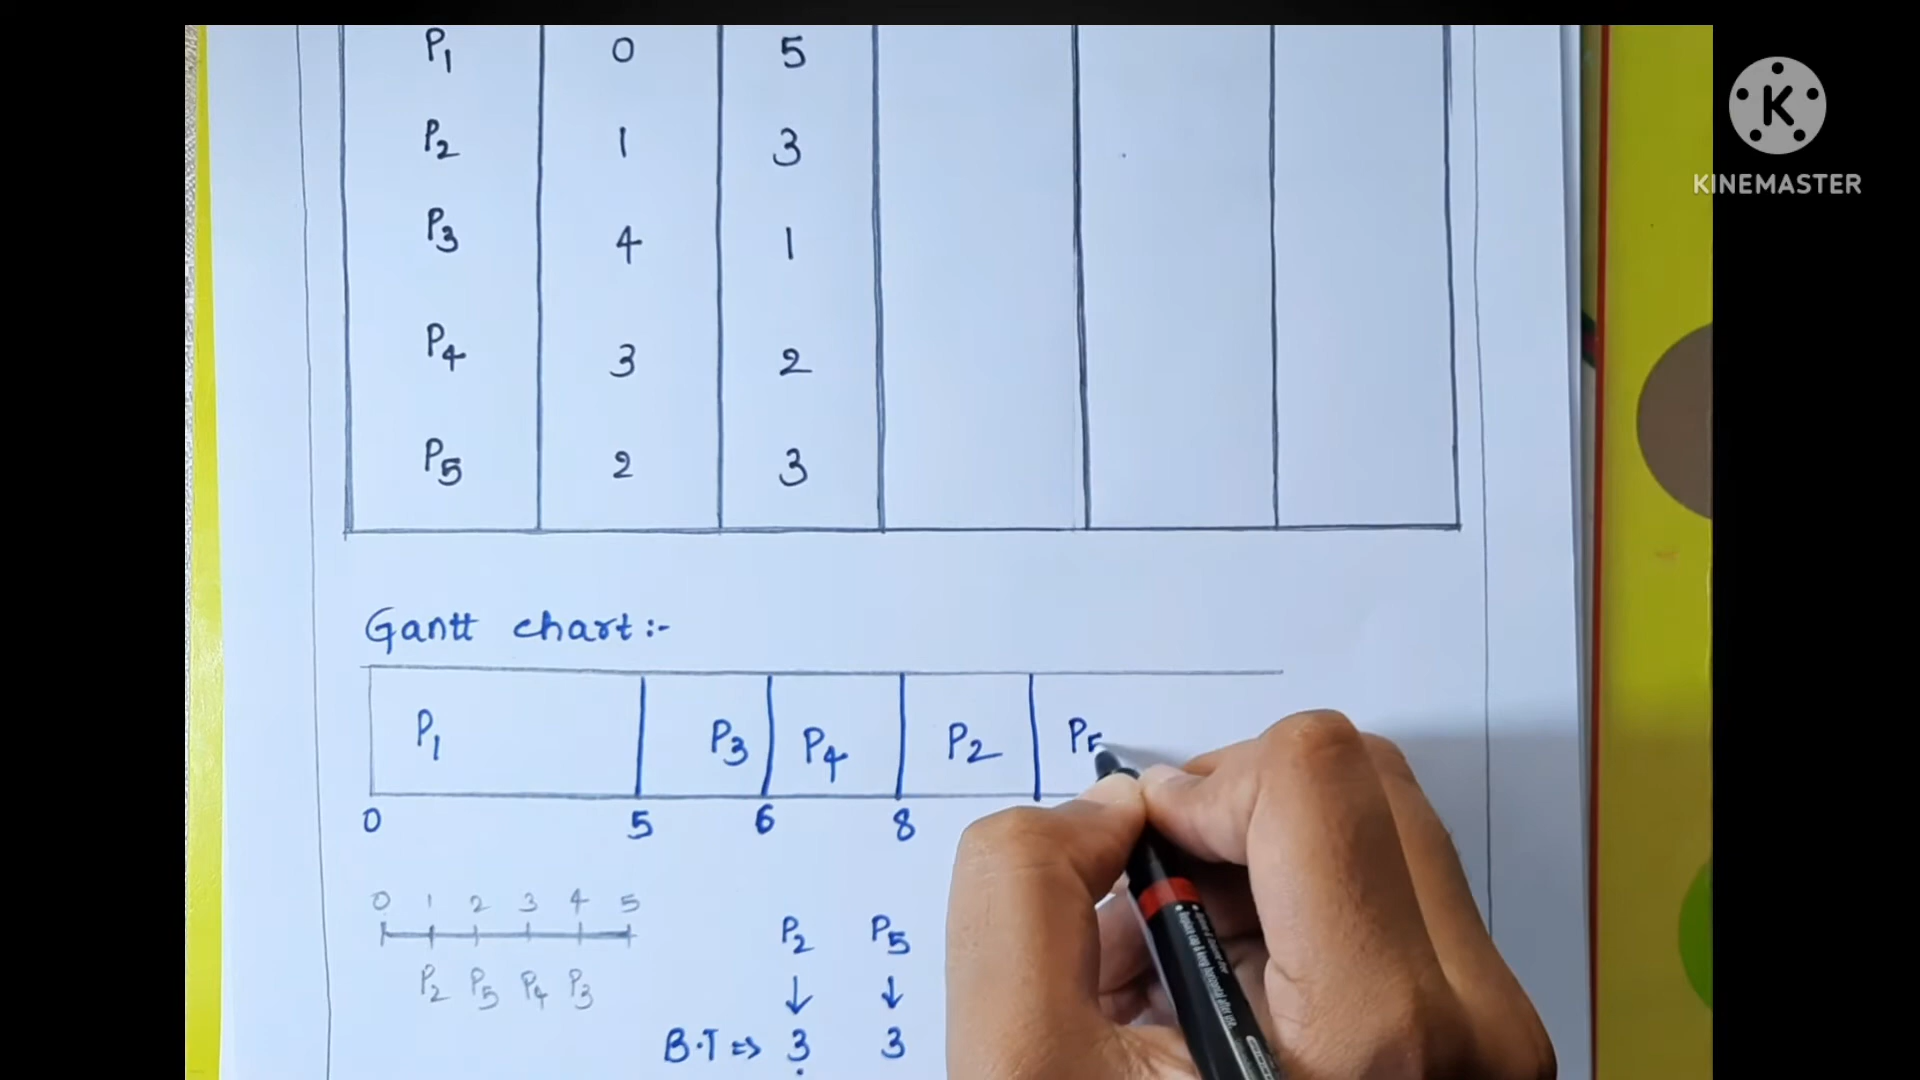 P1 0 5
P2 1 3
P3 4 1
P4 3 2
P5 2 3
Gantt chart:-
P1 P3 P4 P2 P5
0 5 6 8
0 1 2 3 4 5
P2 P5 P4 P3
P2 P5
↓ ↓
B.T => 3 3
K
KINEMASTER